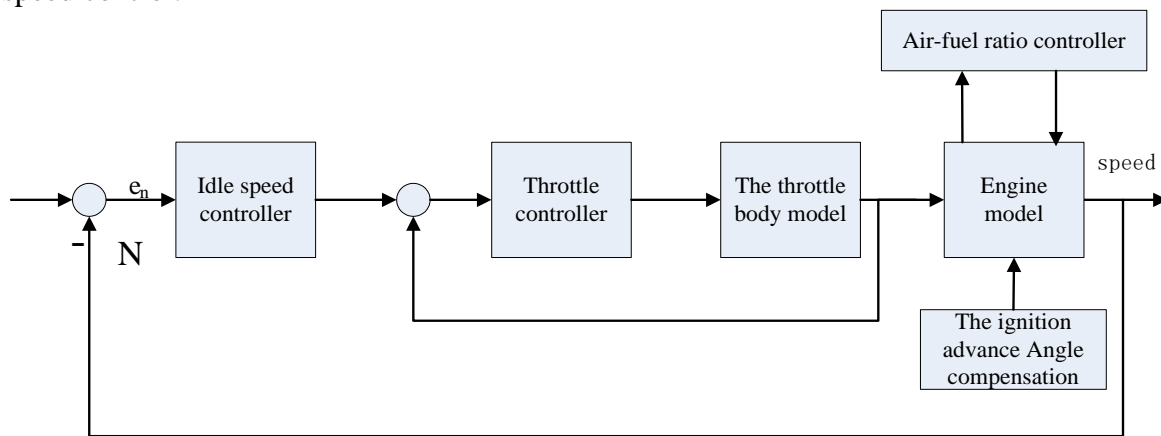 speed control.
Air-fuel ratio controller
speed
e_n
Idle speed
controller
Throttle
controller
The throttle
body model
Engine
model
-
N
The ignition
advance Angle
compensation